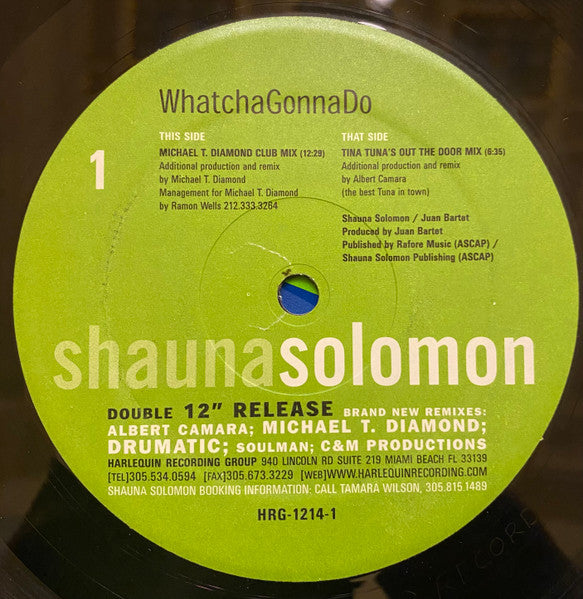 WhatchaGonnaDo
1
THIS SIDE
MICHAEL T. DIAMOND CLUB MIX (12:29)
Additional production and remix
by Michael T. Diamond
Management for Michael T. Diamond
by Ramon Wells 212.333.3264
THAT SIDE
TINA TUNA'S OUT THE DOOR MIX (6:35)
Additional production and remix
by Albert Camara
(the best Tuna in town)
Shauna Solomon / Juan Bartet
Produced by Juan Bartet
Published by Rafore Music (ASCAP) /
Shauna Solomon Publishing (ASCAP)
shaunasolomon
DOUBLE 12" RELEASE BRAND NEW REMIXES:
ALBERT CAMARA; MICHAEL T. DIAMOND;
DRUMATIC; SOULMAN; C&M PRODUCTIONS
HARLEQUIN RECORDING GROUP 940 LINCOLN RD SUITE 219 MIAMI BEACH FL 33139
[TEL]305.534.0594 [FAX]305.673.3229 [WEB]WWW.HARLEQUINRECORDING.COM
SHAUNA SOLOMON BOOKING INFORMATION: CALL TAMARA WILSON, 305.815.1489
HRG-1214-1